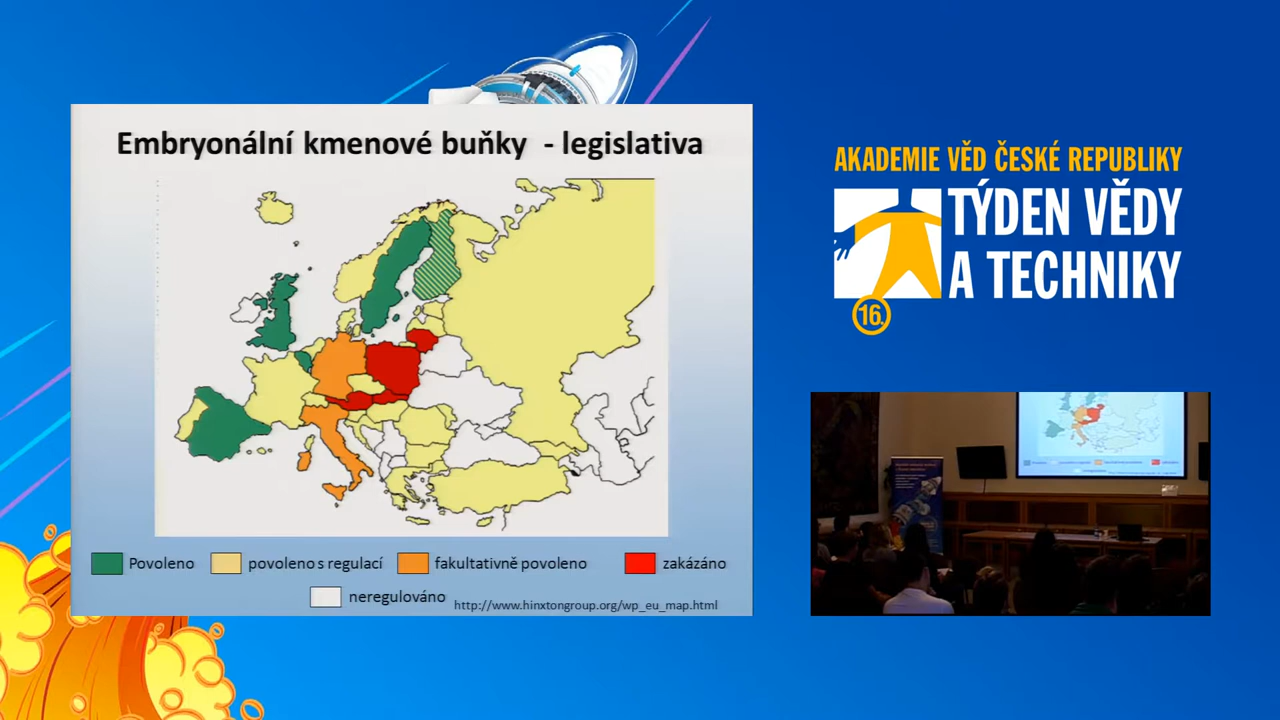 Embryonální kmenové buňky - legislativa
Povoleno
povoleno s regulací
fakultativně povoleno
zakázáno
neregulováno
http://www.hinxtongroup.org/wp_eu_map.html
AKADEMIE VĚD ČESKÉ REPUBLIKY
TÝDEN VĚDY
A TECHNIKY
16.